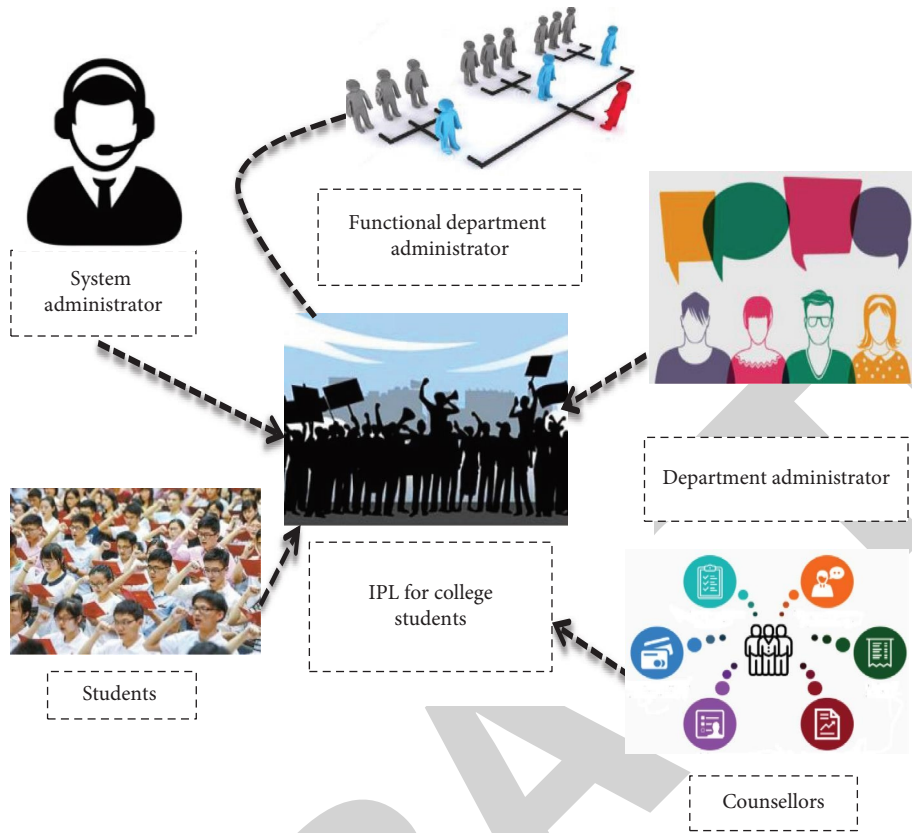 Functional department
administrator
System
administrator
Department administrator
IPL for college
students
Students
Counsellors